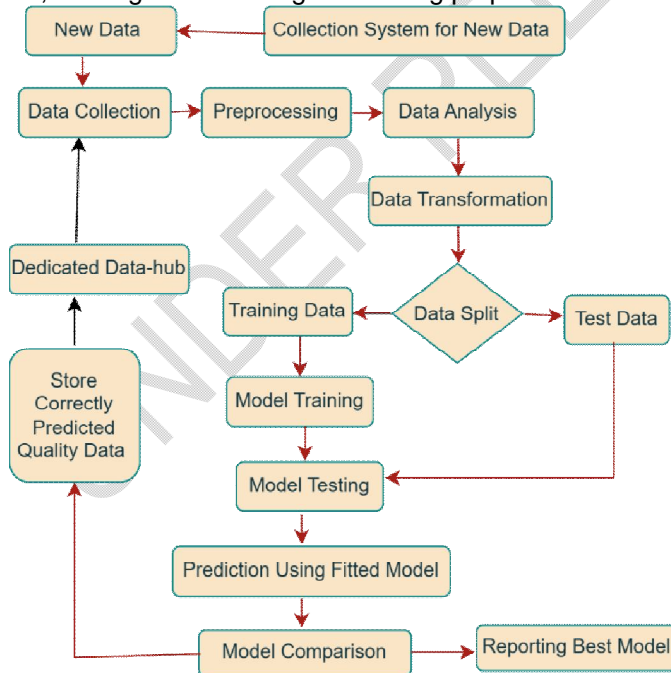 New Data
Collection System for New Data
Data Collection
Preprocessing
Data Analysis
Data Transformation
Dedicated Data-hub
Training Data
Data Split
Test Data
Store
Correctly
Predicted
Quality Data
Model Training
Model Testing
Prediction Using Fitted Model
Model Comparison
Reporting Best Model